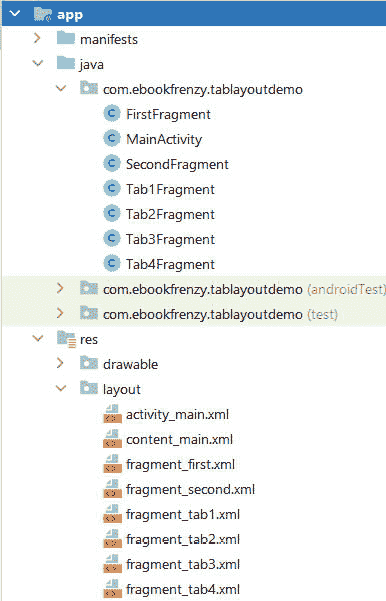 app
manifests
java
com.ebookfrenzy.tablayoutdemo
FirstFragment
MainActivity
SecondFragment
Tab1Fragment
Tab2Fragment
Tab3Fragment
Tab4Fragment
com.ebookfrenzy.tablayoutdemo (androidTest)
com.ebookfrenzy.tablayoutdemo (test)
res
drawable
layout
activity_main.xml
content_main.xml
fragment_first.xml
fragment_second.xml
fragment_tab1.xml
fragment_tab2.xml
fragment_tab3.xml
fragment_tab4.xml